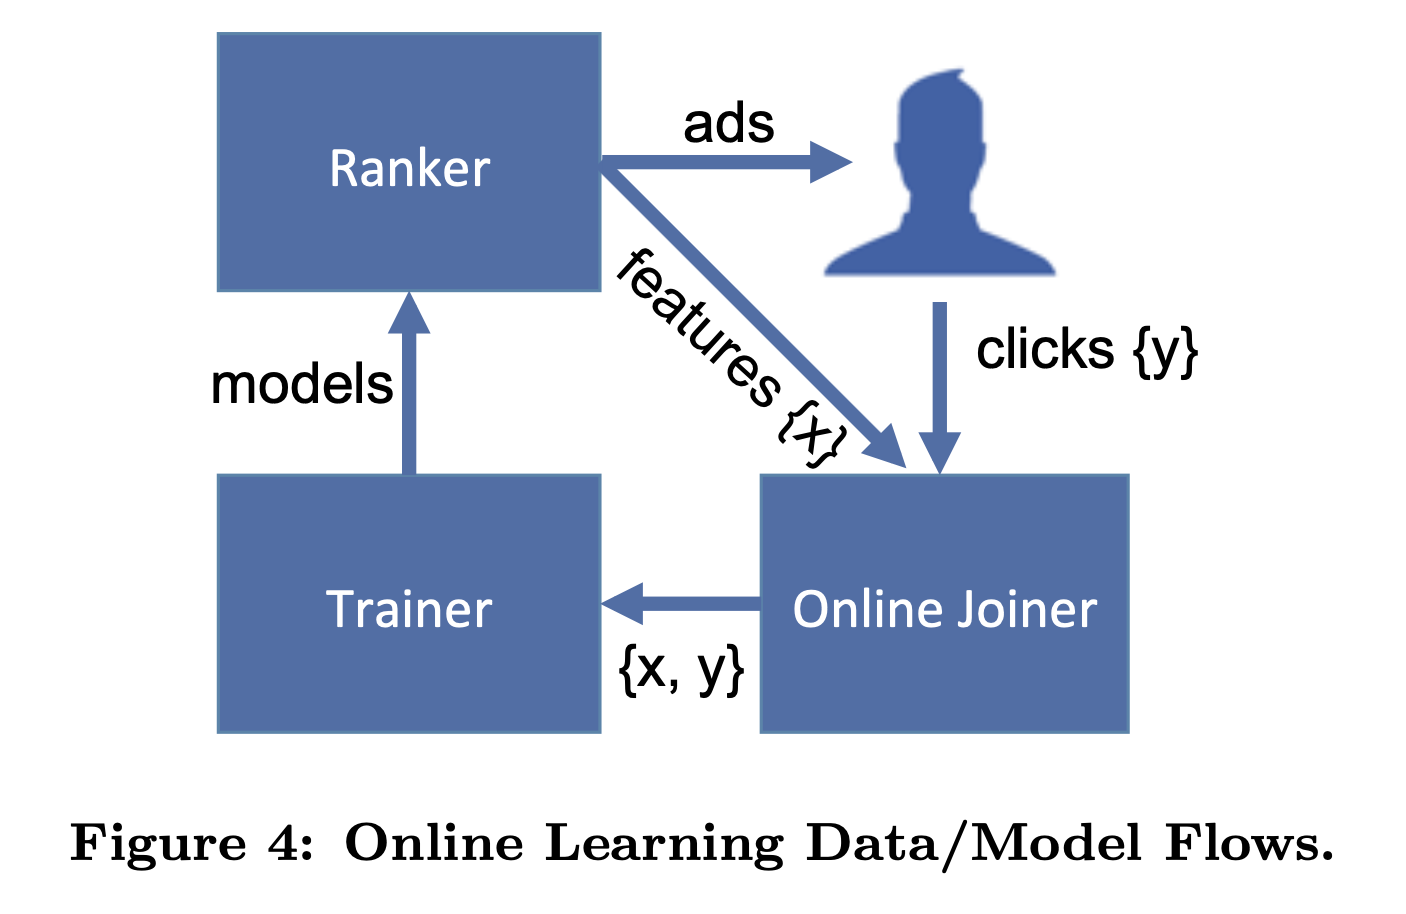 Ranker
ads
features {x}
clicks {y}
models
Trainer
{x, y}
Online Joiner
Figure 4: Online Learning Data/Model Flows.